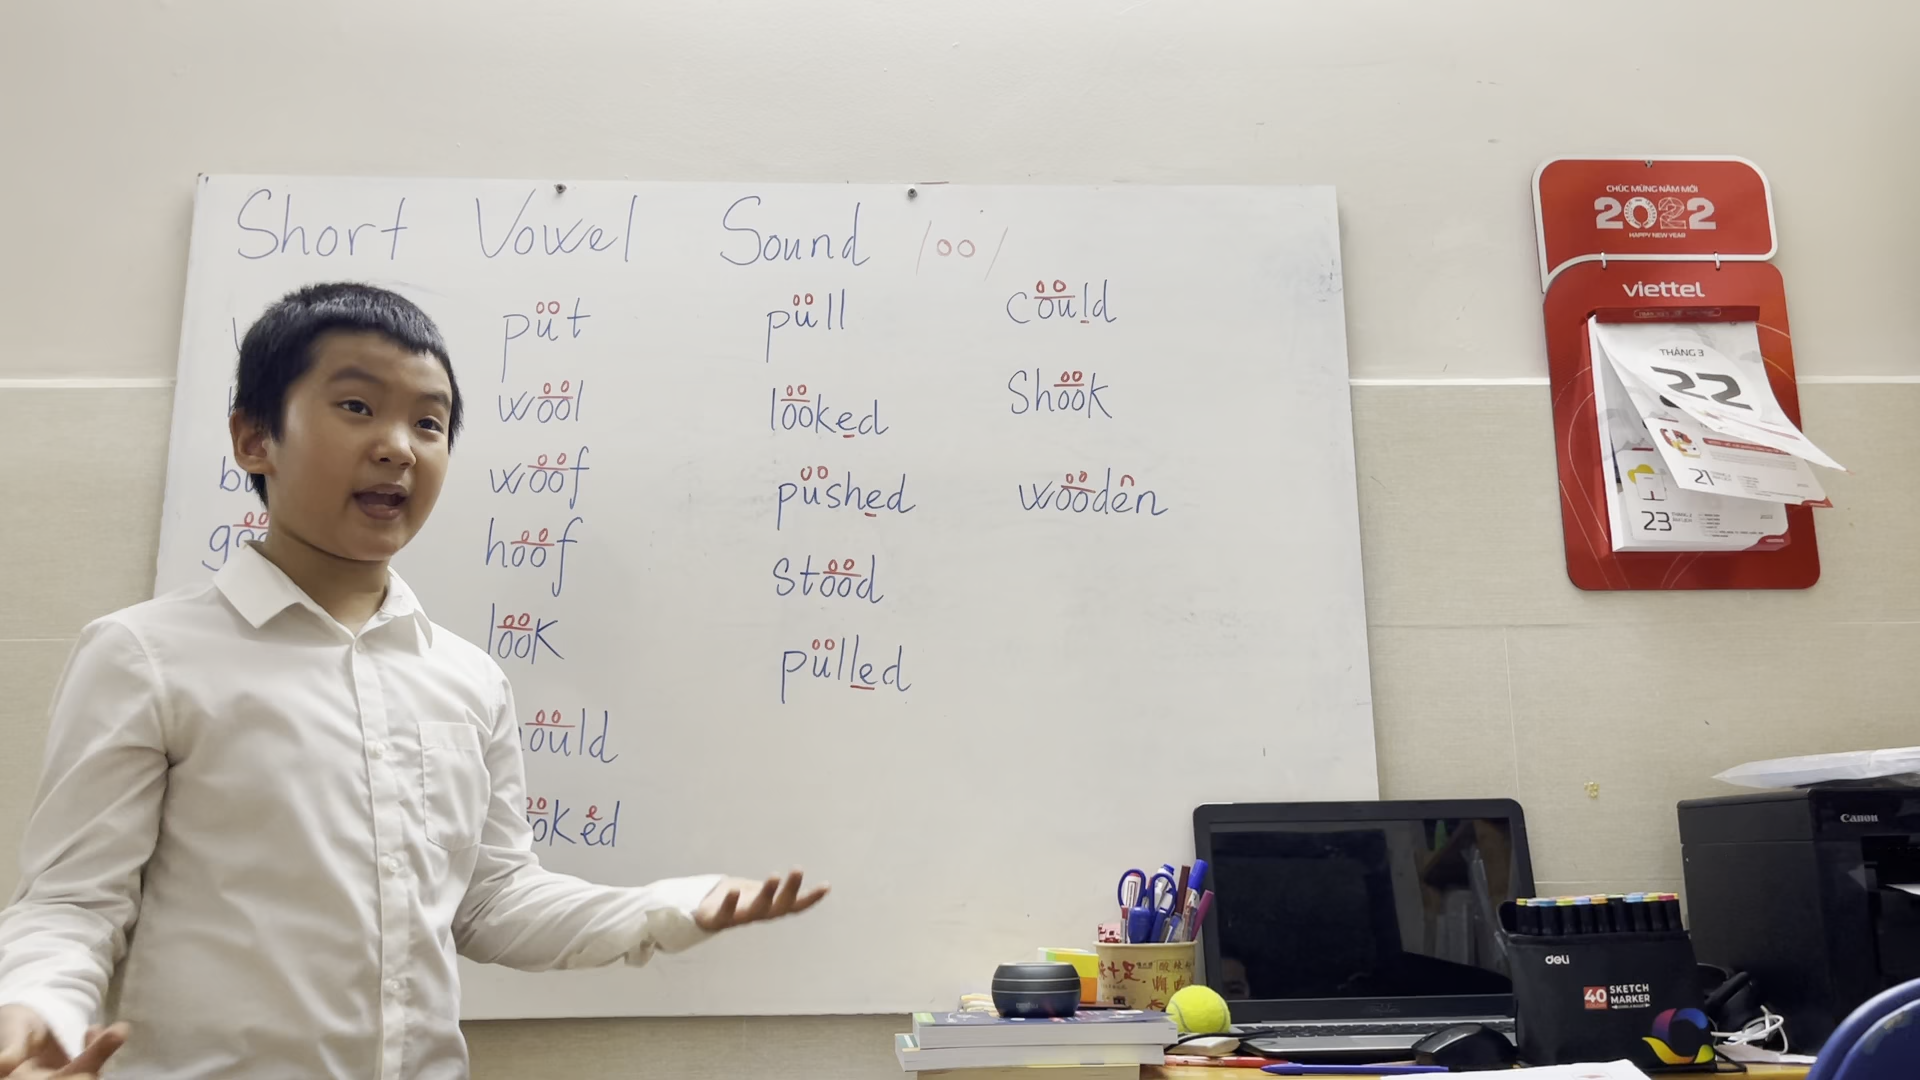 Short Vowel Sound /oo/
put
wool
woof
hoof
look
pull
looked
pushed
stood
pulled
could
Shook
wooden
CHÚC MỪNG NĂM MỚI
2022
HAPPY NEW YEAR
viettel
THÁNG 3
22
21
23
Canon
deli
40 SKETCH
MARKER